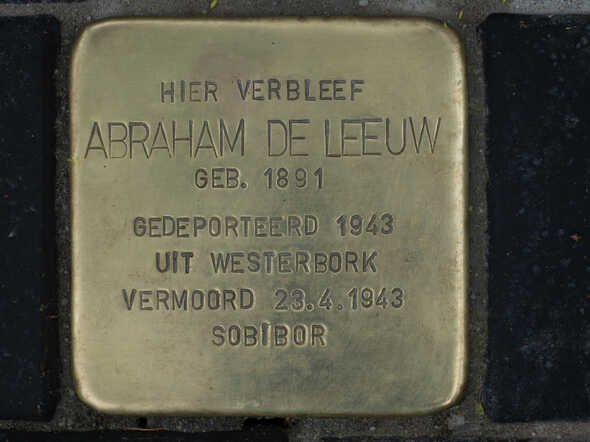 HIER VERBLEEF
ABRAHAM DE LEEUW
GEB. 1891
GEDEPORTEERD 1943
UIT WESTERBORK
VERMOORD 23.4.1943
SOBIBOR